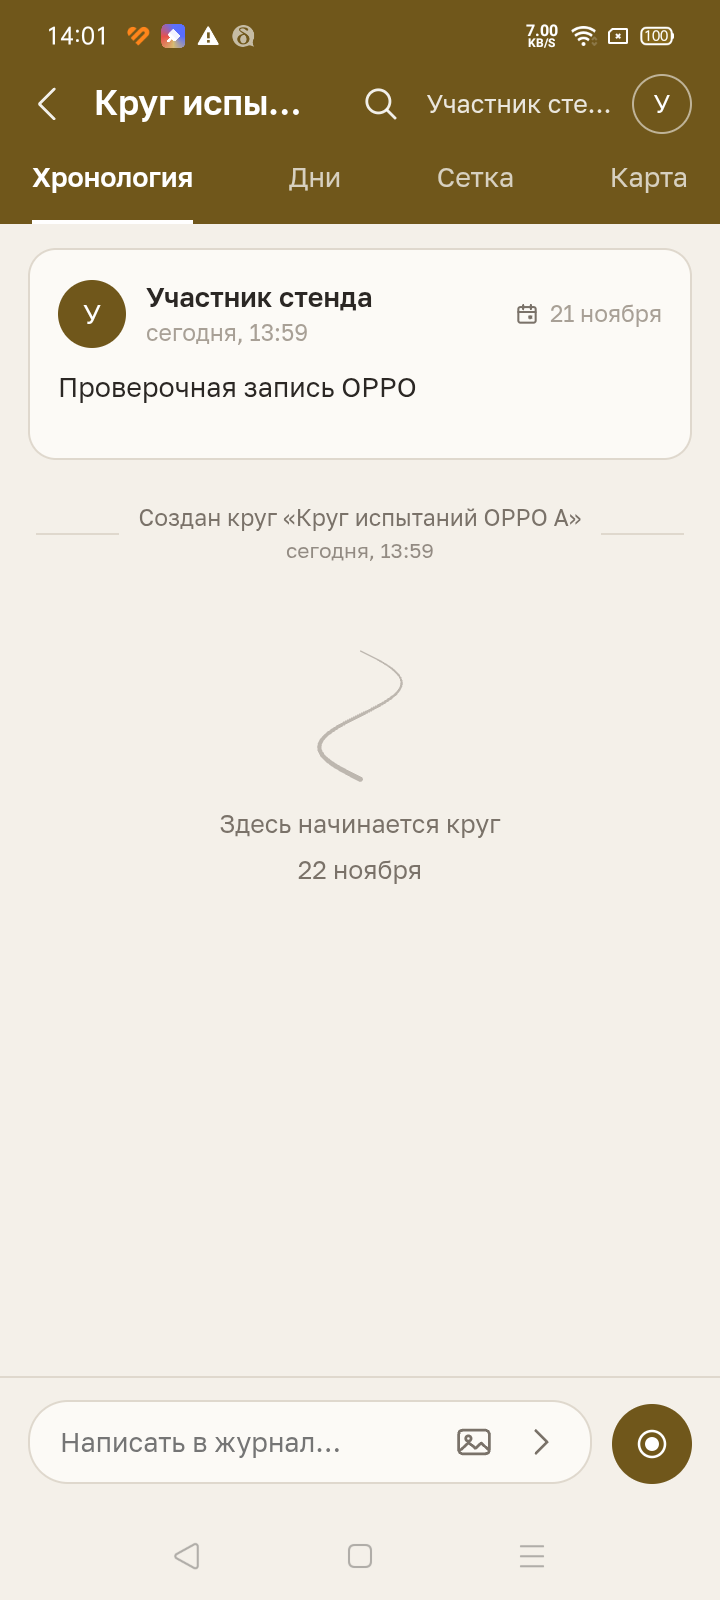 14:01
7.00
KB/S
100
Круг испы...
Участник сте...
У
Хронология
Дни
Сетка
Карта
У
Участник стенда
сегодня, 13:59
21 ноября
Проверочная запись OPPO
Создан круг «Круг испытаний OPPO A»
сегодня, 13:59
Здесь начинается круг
22 ноября
Написать в журнал...